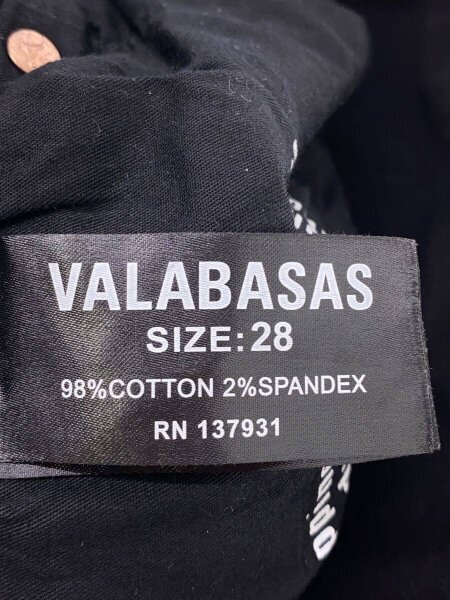 VALABASAS
SIZE: 28
98%COTTON 2%SPANDEX
RN 137931